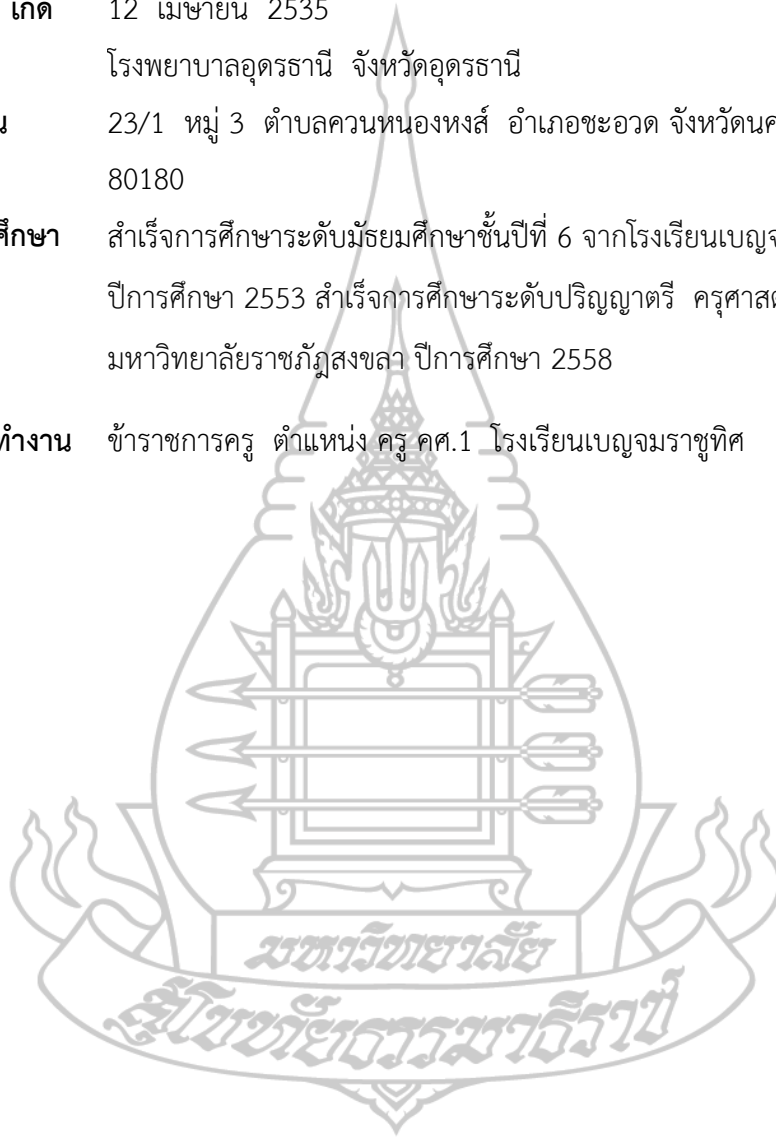 เกิด 12 เมษายน 2535
โรงพยาบาลอุดรธานี จังหวัดอุดรธานี
23/1 หมู่ 3 ตำบลควนหนองหงส์ อำเภอชะอวด จังหวัดนค
80180
ศึกษา สำเร็จการศึกษาระดับมัธยมศึกษาชั้นปีที่ 6 จากโรงเรียนเบญจ
ปีการศึกษา 2553 สำเร็จการศึกษาระดับปริญญาตรี ครุศาสต
มหาวิทยาลัยราชภัฏสงขลา ปีการศึกษา 2558
ทำงาน ข้าราชการครู ตำแหน่ง ครู คศ.1 โรงเรียนเบญจมราชูทิศ
มหาวิทยาลัย
สุโขทัยธรรมาธิราช